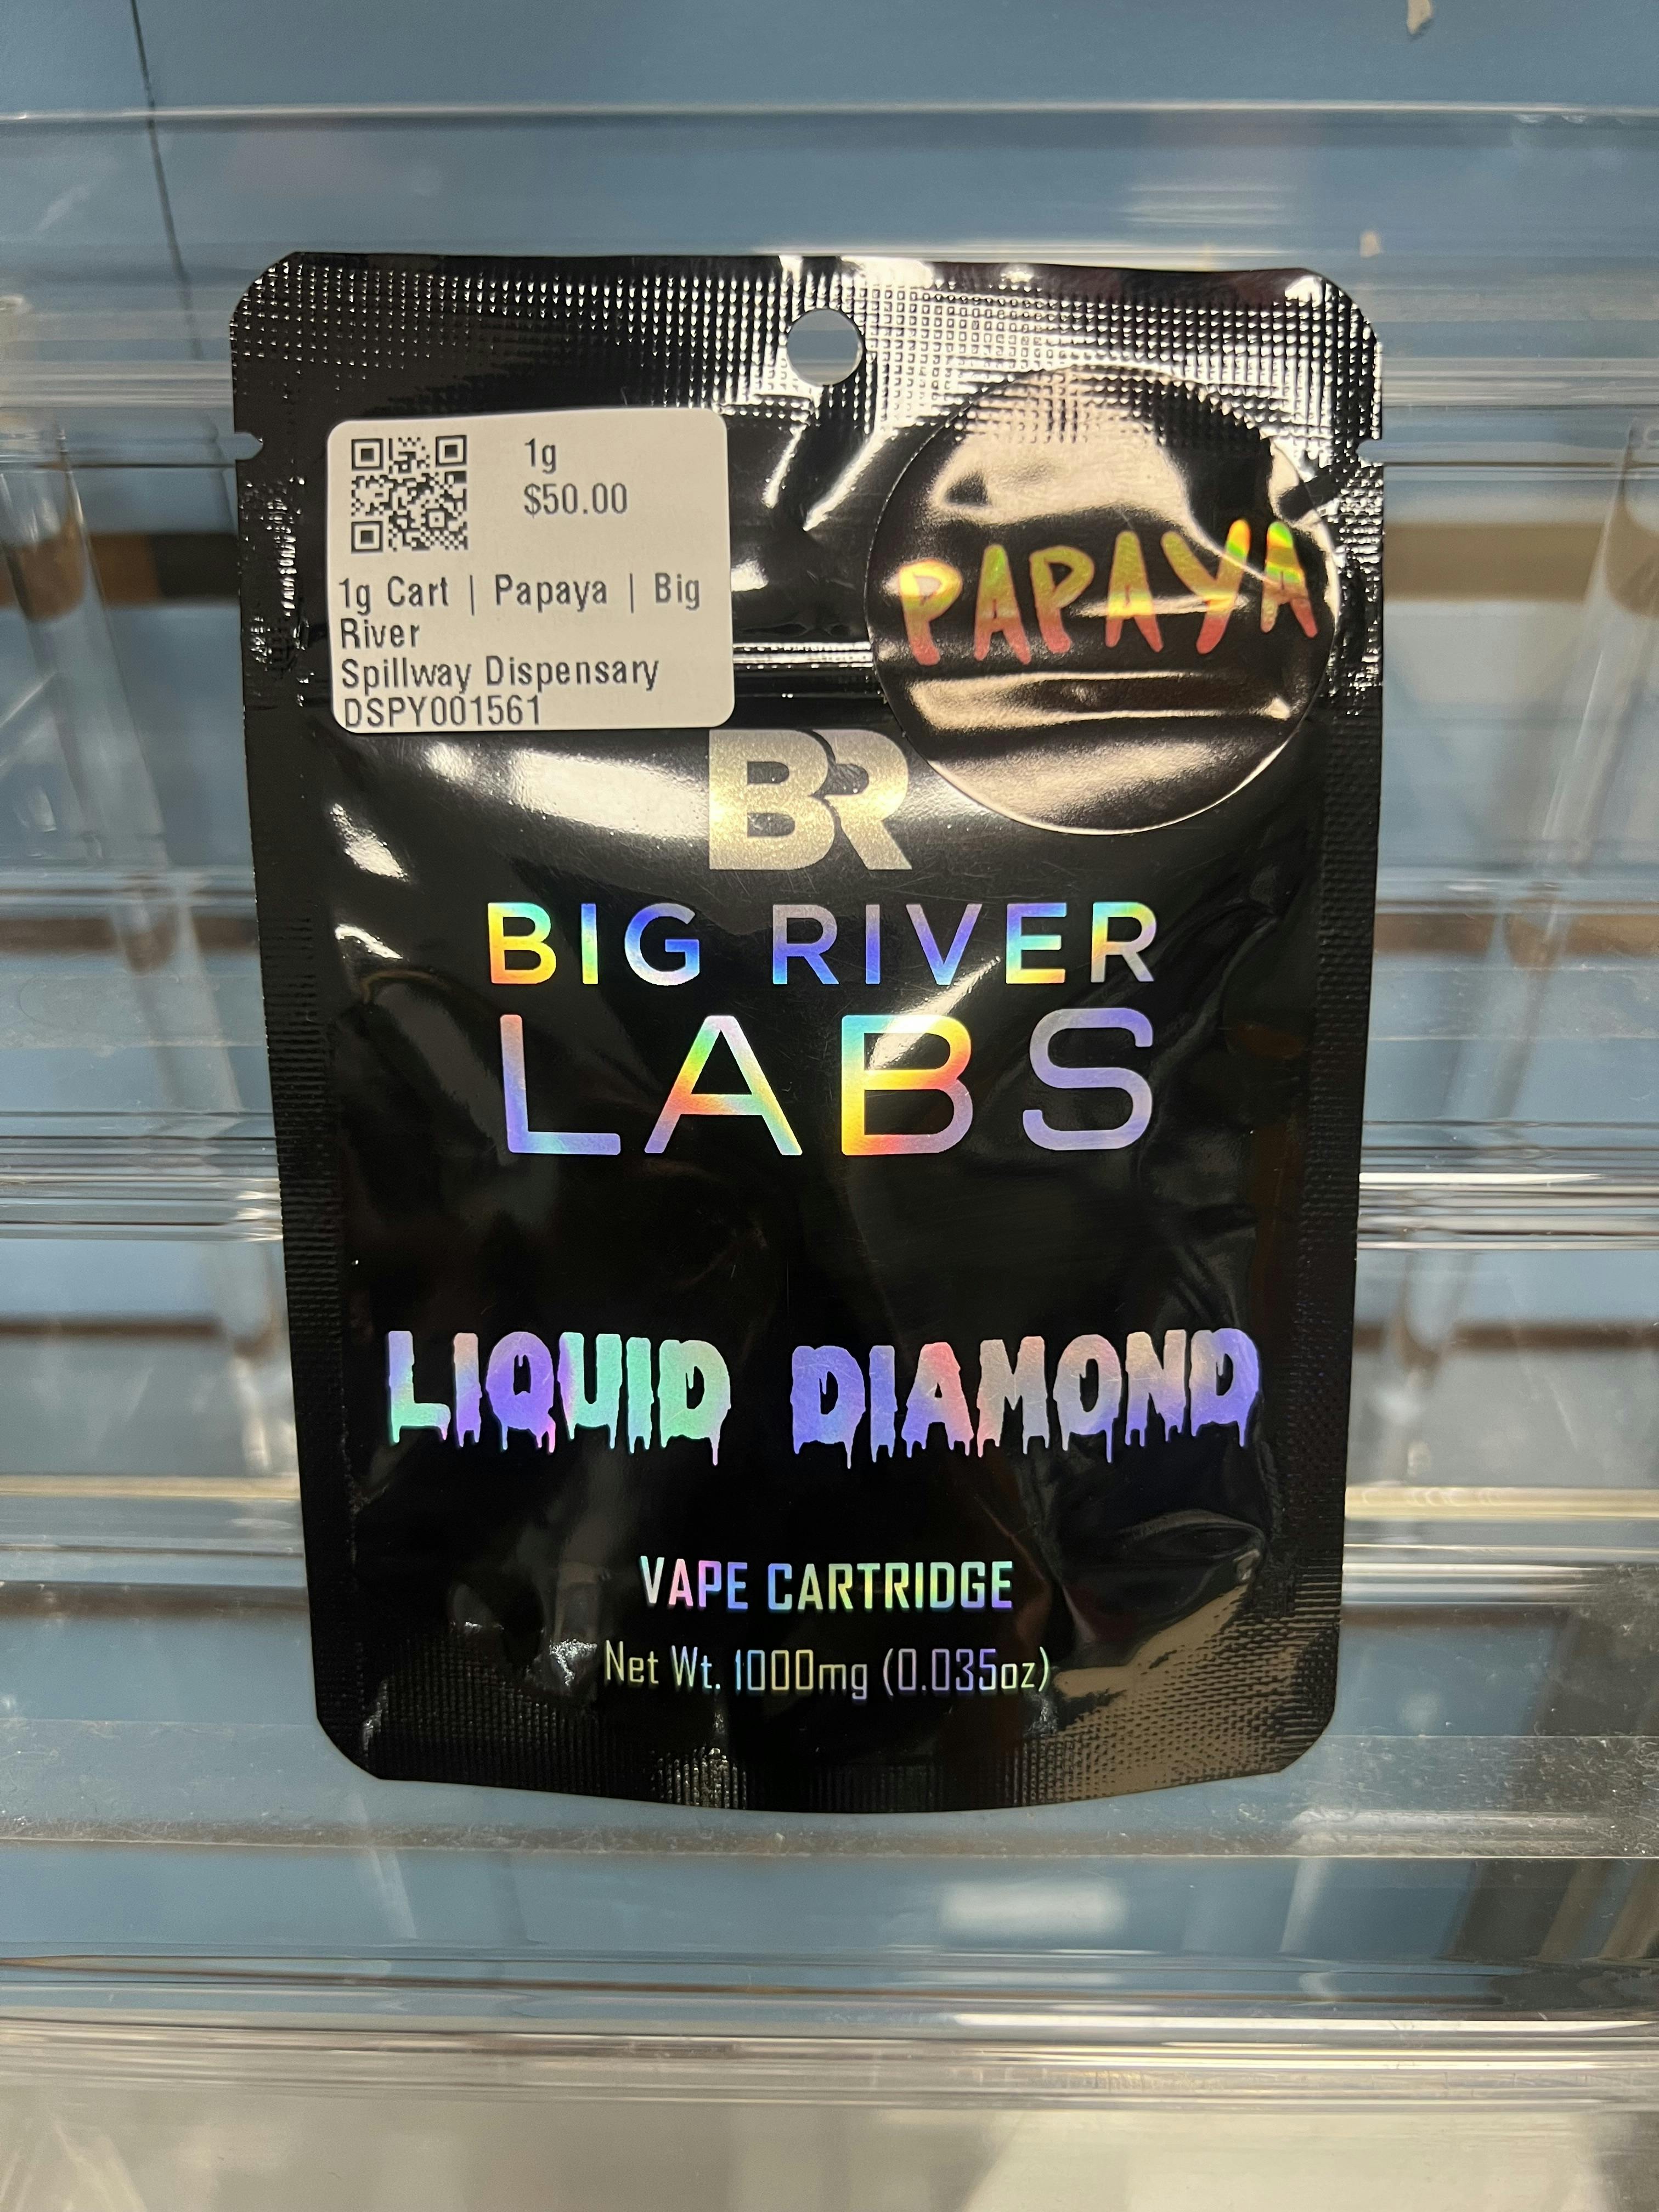 1g
$50.00
1g Cart | Papaya | Big
River
Spillway Dispensary
DSPY001561
PAPAYA
BR
BIG RIVER
LABS
LIQUID DIAMOND
VAPE CARTRIDGE
Net Wt. 1000mg (0.035oz)